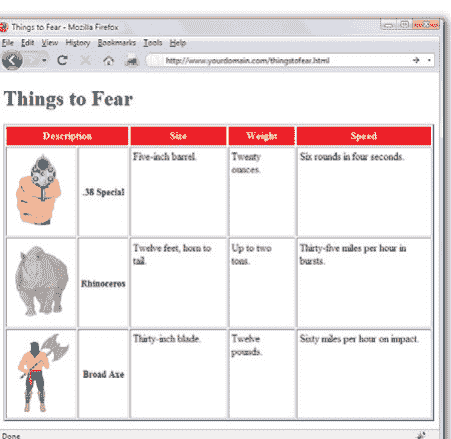 Things to Fear - Mozilla Firefox
File Edit View History Bookmarks Tools Help
http://www.yourdomain.com/thingstofear.html
Things to Fear
Description Size Weight Speed
.38 Special Five-inch barrel. Twenty Six rounds in four seconds.
ounces.
Rhinoceros Twelve feet, horn to Up to two Thirty-five miles per hour in
tail. tons. bursts.
Broad Axe Thirty-inch blade. Twelve Sixty miles per hour on impact.
pounds.
Done